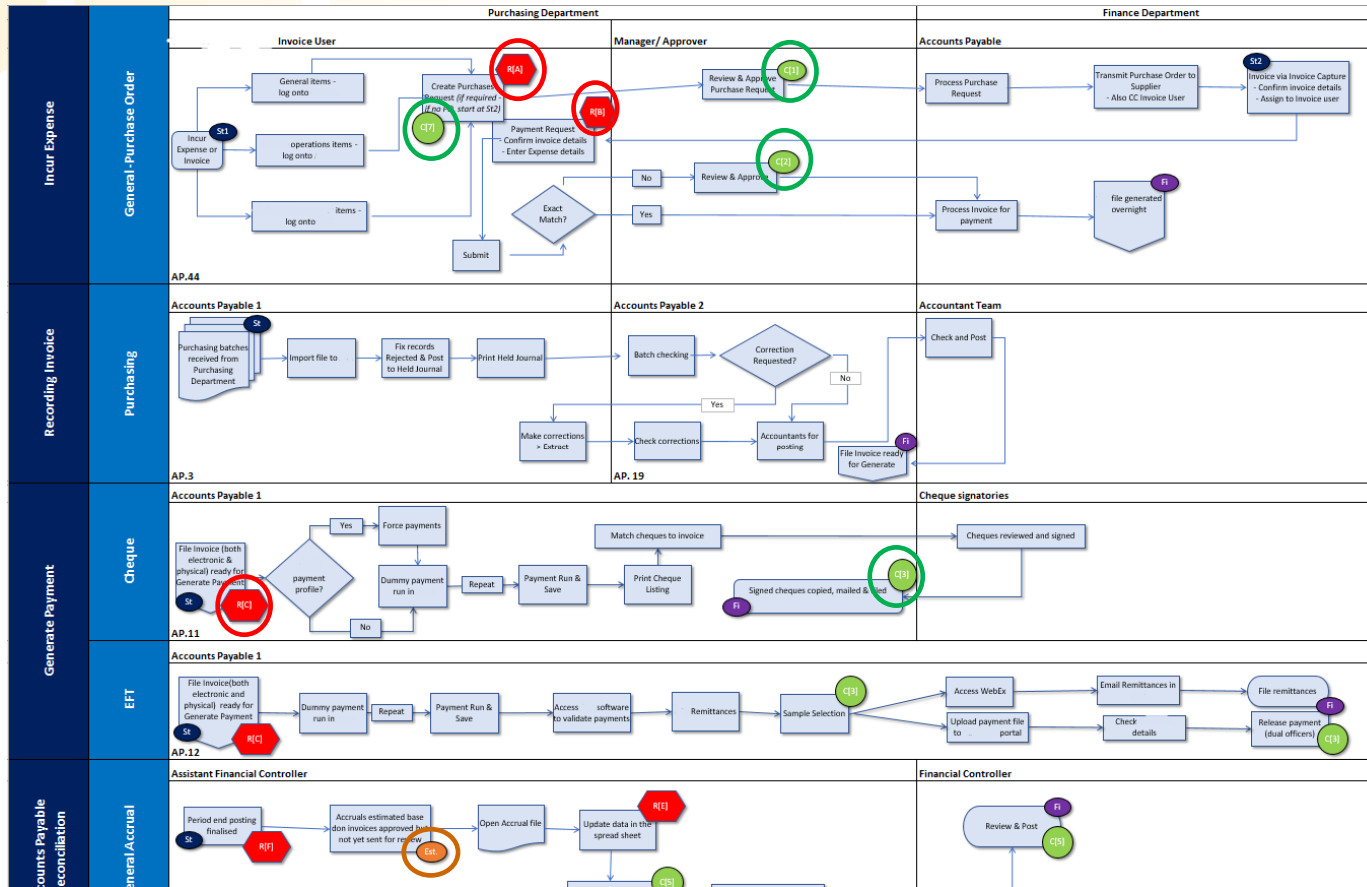 Purchasing Department
Finance Department
Invoice User
Manager/ Approver
Accounts Payable
Incur Expense
General - Purchase Order
St1
Incur
Expense or
Invoice
General items -
log onto
operations items -
log onto
items -
log onto
R[A]
Create Purchases
Request (if required -
if no PO, start at St2)
C[7]
R[B]
Payment Request
- Confirm invoice details
- Enter Expense details
Submit
Exact
Match?
No
Yes
C[1]
Review & Approve
Purchase Request
C[2]
Review & Approve
Process Purchase
Request
Transmit Purchase Order to
Supplier
- Also CC Invoice User
St2
Invoice via Invoice Capture
- Confirm invoice details
- Assign to Invoice user
Process Invoice for
payment
Fi
file generated
overnight
AP.44
Recording Invoice
Purchasing
Accounts Payable 1
Accounts Payable 2
Accountant Team
St
Purchasing batches
received from
Purchasing
Department
Import file to
Fix records
Rejected & Post
to Held Journal
Print Held Journal
Batch checking
Correction
Requested?
No
Yes
Make corrections
> Extract
Check corrections
Accountants for
posting
Check and Post
Fi
File Invoice ready
for Generate
AP.3
AP. 19
Generate Payment
Cheque
Accounts Payable 1
Cheque signatories
File Invoice (both
electronic &
physical) ready for
Generate Payment
St
R[C]
payment
profile?
Yes
No
Force payments
Dummy payment
run in
Repeat
Payment Run &
Save
Print Cheque
Listing
Match cheques to invoice
Cheques reviewed and signed
C[3]
Signed cheques copied, mailed & filed
Fi
AP.11
EFT
Accounts Payable 1
File Invoice(both
electronic and
physical) ready for
Generate Payment
St
R[C]
Dummy payment
run in
Repeat
Payment Run &
Save
Access software
to validate payments
Remittances
C[3]
Sample Selection
Access WebEx
Email Remittances in
File remittances
Fi
Upload payment file
to portal
Check
details
Release payment
(dual officers)
C[3]
AP.12
Assistant Financial Controller
Financial Controller
Period end posting
finalised
St
R[F]
Accruals estimated base
don invoices approved but
not yet sent for review
Est.
Open Accrual file
R[E]
Update data in the
spread sheet
C[5]
Fi
Review & Post
C[5]